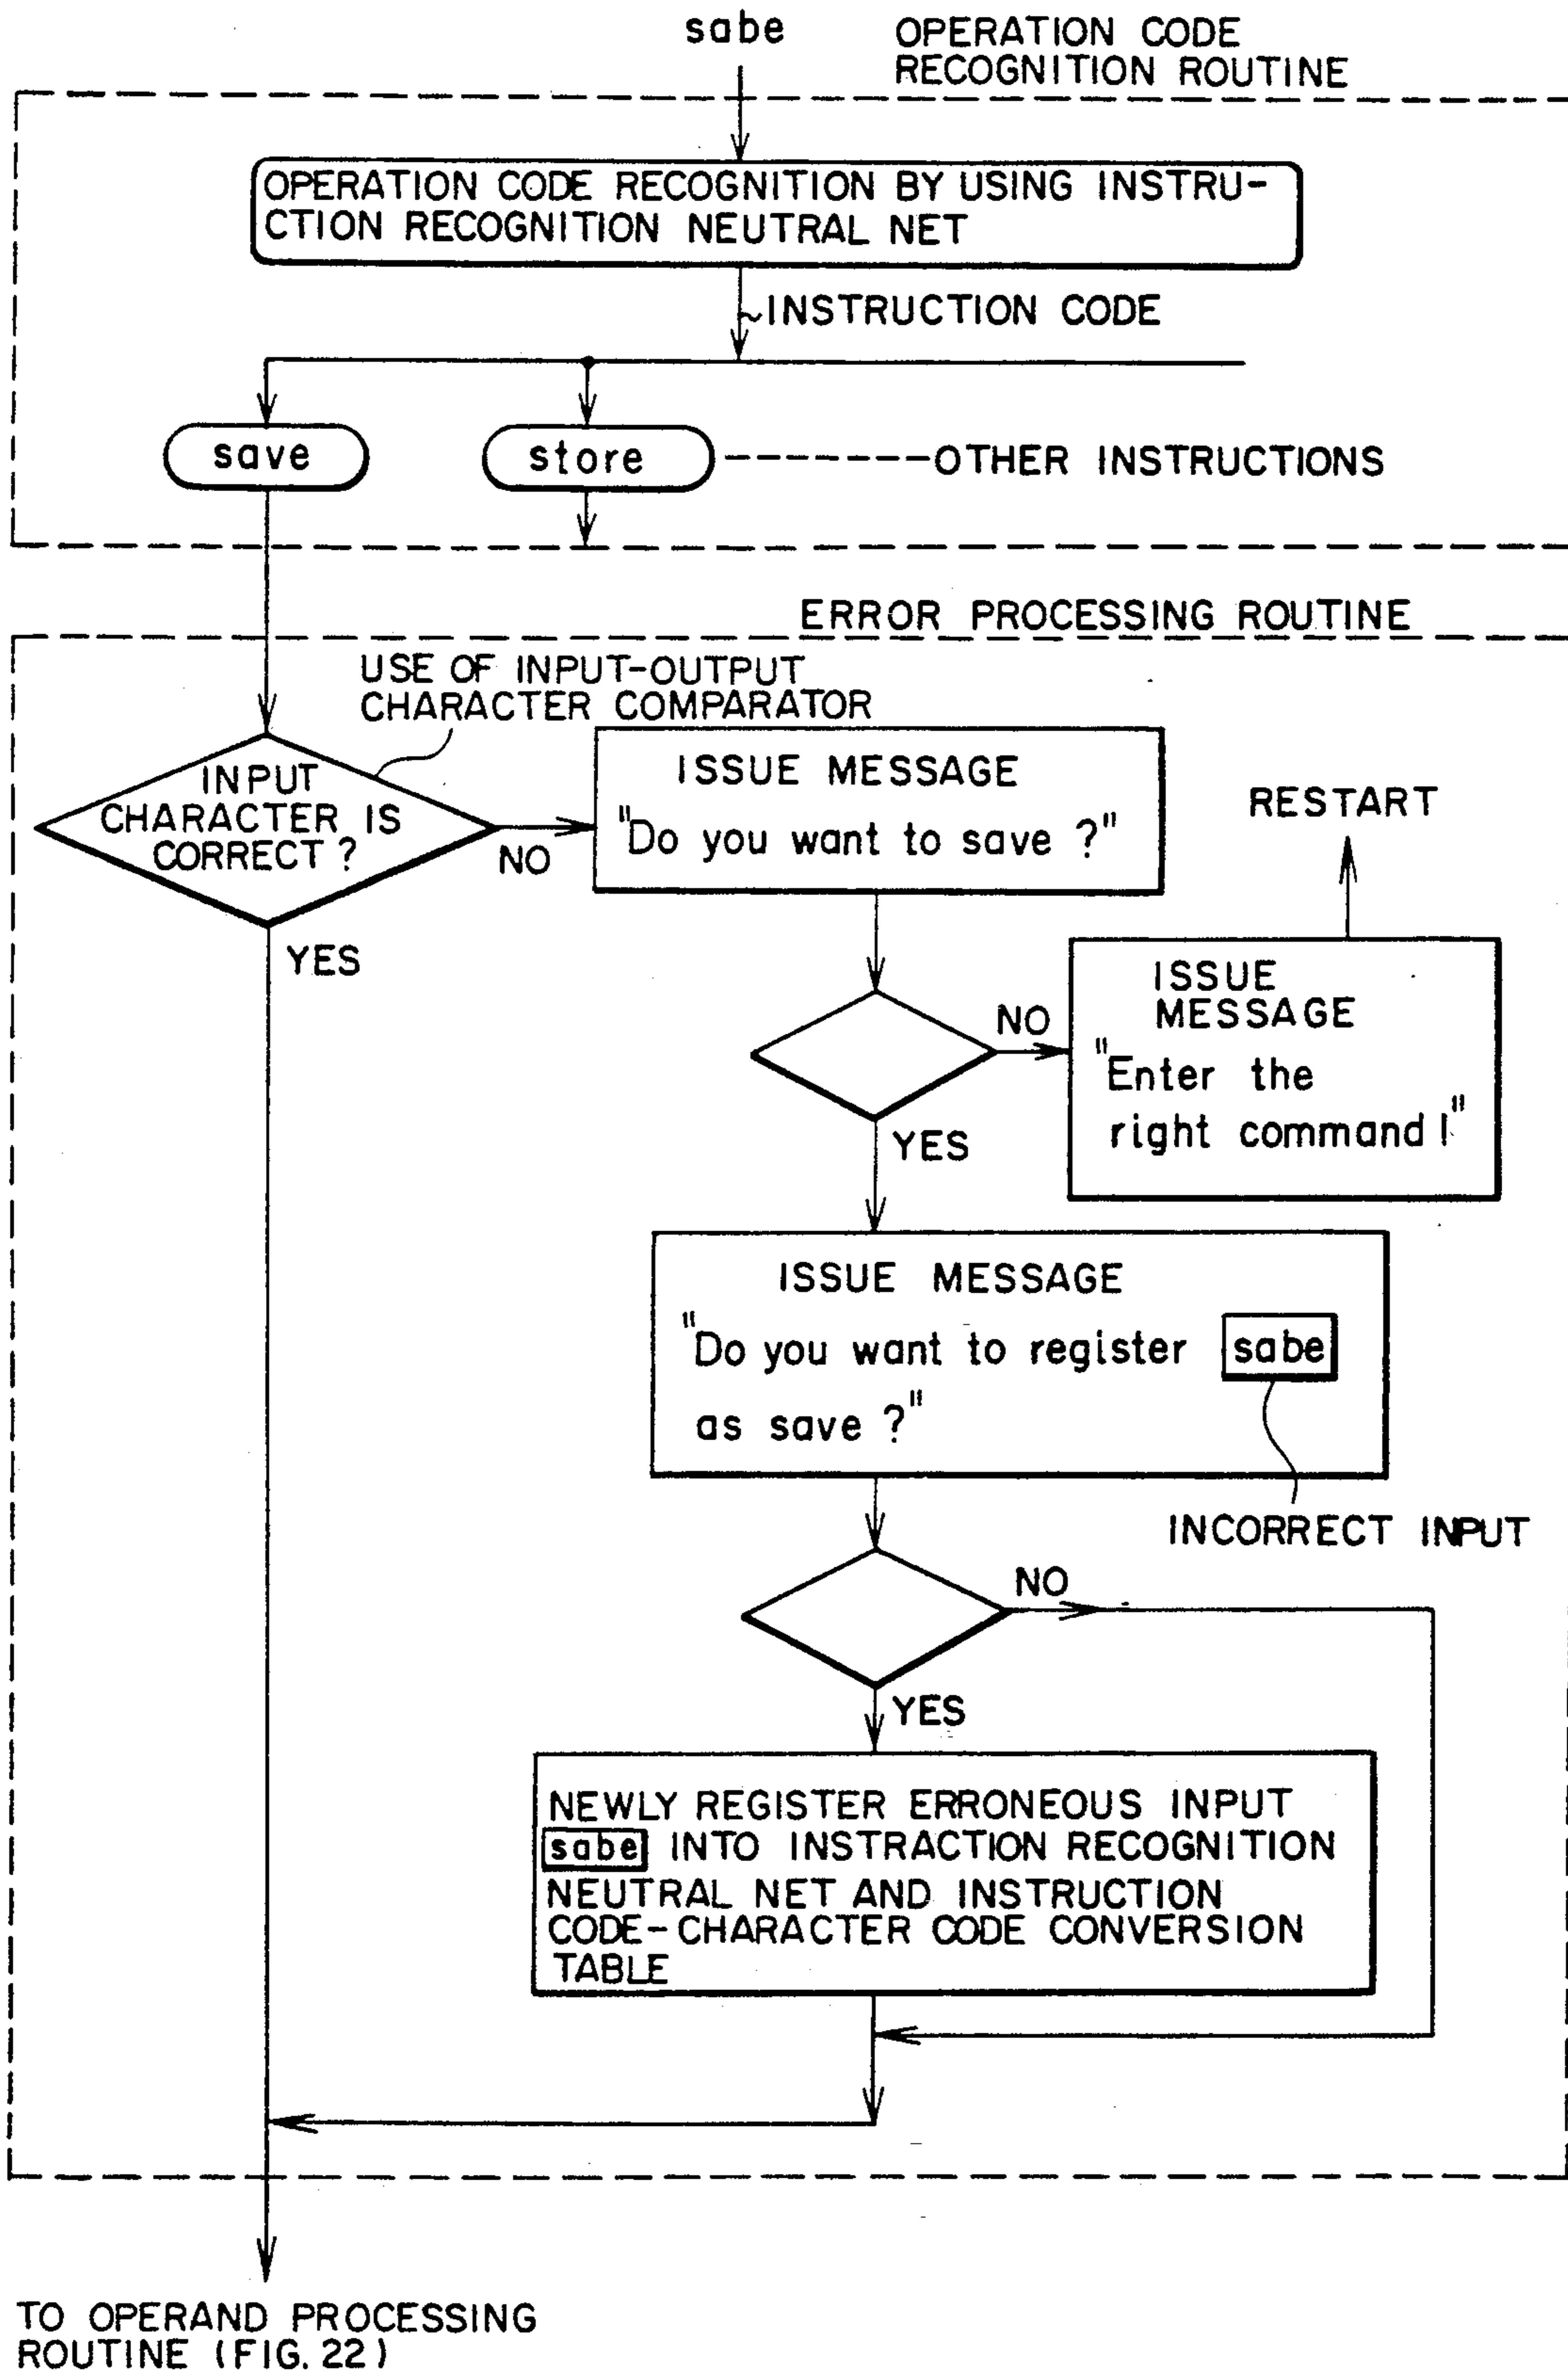 sabe
OPERATION CODE
RECOGNITION ROUTINE
OPERATION CODE RECOGNITION BY USING INSTRU-
CTION RECOGNITION NEUTRAL NET
INSTRUCTION CODE
save
store
OTHER INSTRUCTIONS
ERROR PROCESSING ROUTINE
USE OF INPUT-OUTPUT
CHARACTER COMPARATOR
INPUT
CHARACTER IS
CORRECT ?
NO
YES
ISSUE MESSAGE
"Do you want to save ?"
RESTART
NO
YES
ISSUE
MESSAGE
"Enter the
right command !"
ISSUE MESSAGE
"Do you want to register sabe
as save ?"
INCORRECT INPUT
NO
YES
NEWLY REGISTER ERRONEOUS INPUT
sabe INTO INSTRACTION RECOGNITION
NEUTRAL NET AND INSTRUCTION
CODE-CHARACTER CODE CONVERSION
TABLE
TO OPERAND PROCESSING
ROUTINE (FIG. 22)